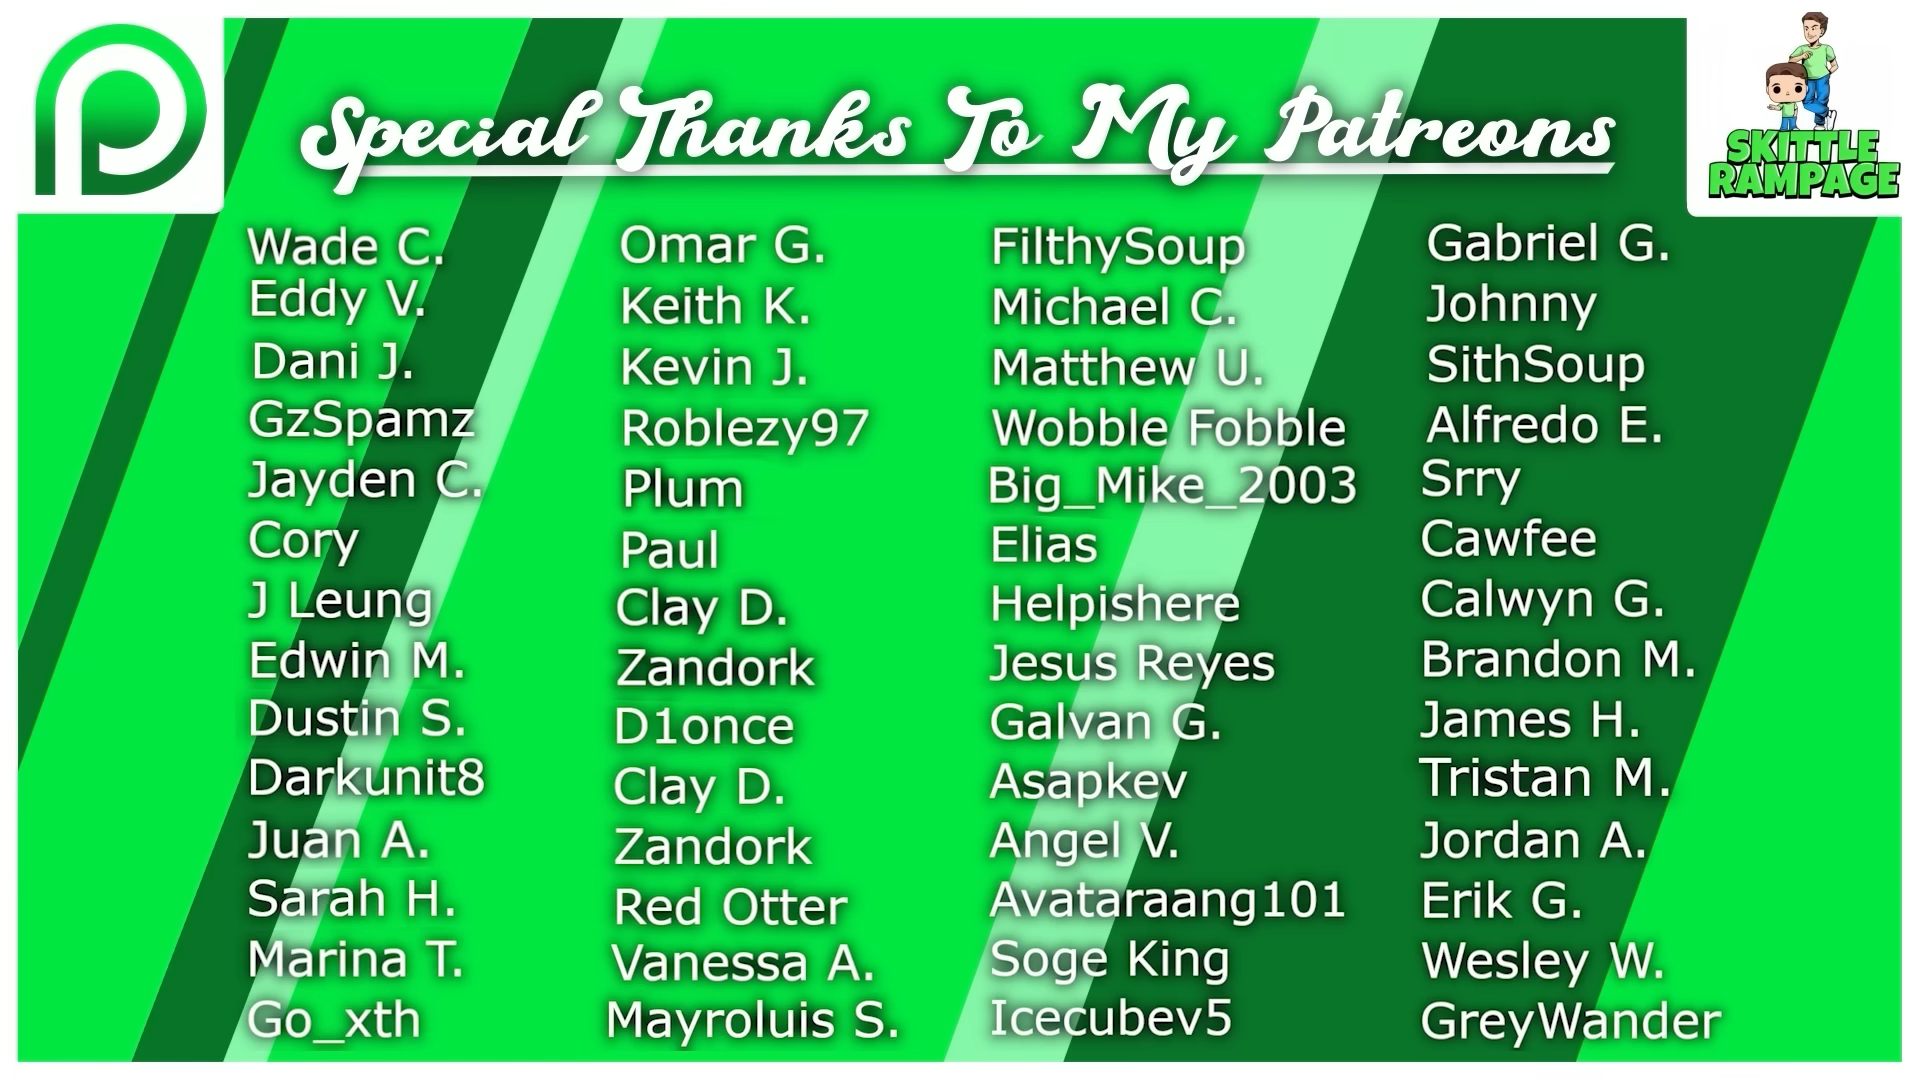 Special Thanks To My Patreons
SKITTLE
RAMPAGE
Wade C.
Eddy V.
Dani J.
GzSpamz
Jayden C.
Cory
J Leung
Edwin M.
Dustin S.
Darkunit8
Juan A.
Sarah H.
Marina T.
Go_xth
Omar G.
Keith K.
Kevin J.
Roblezy97
Plum
Paul
Clay D.
Zandork
D1once
Clay D.
Zandork
Red Otter
Vanessa A.
Mayroluis S.
FilthySoup
Michael C.
Matthew U.
Wobble Fobble
Big_Mike_2003
Elias
Helpishere
Jesus Reyes
Galvan G.
Asapkev
Angel V.
Avataraang101
Soge King
Icecubev5
Gabriel G.
Johnny
SithSoup
Alfredo E.
Srry
Cawfee
Calwyn G.
Brandon M.
James H.
Tristan M.
Jordan A.
Erik G.
Wesley W.
GreyWander